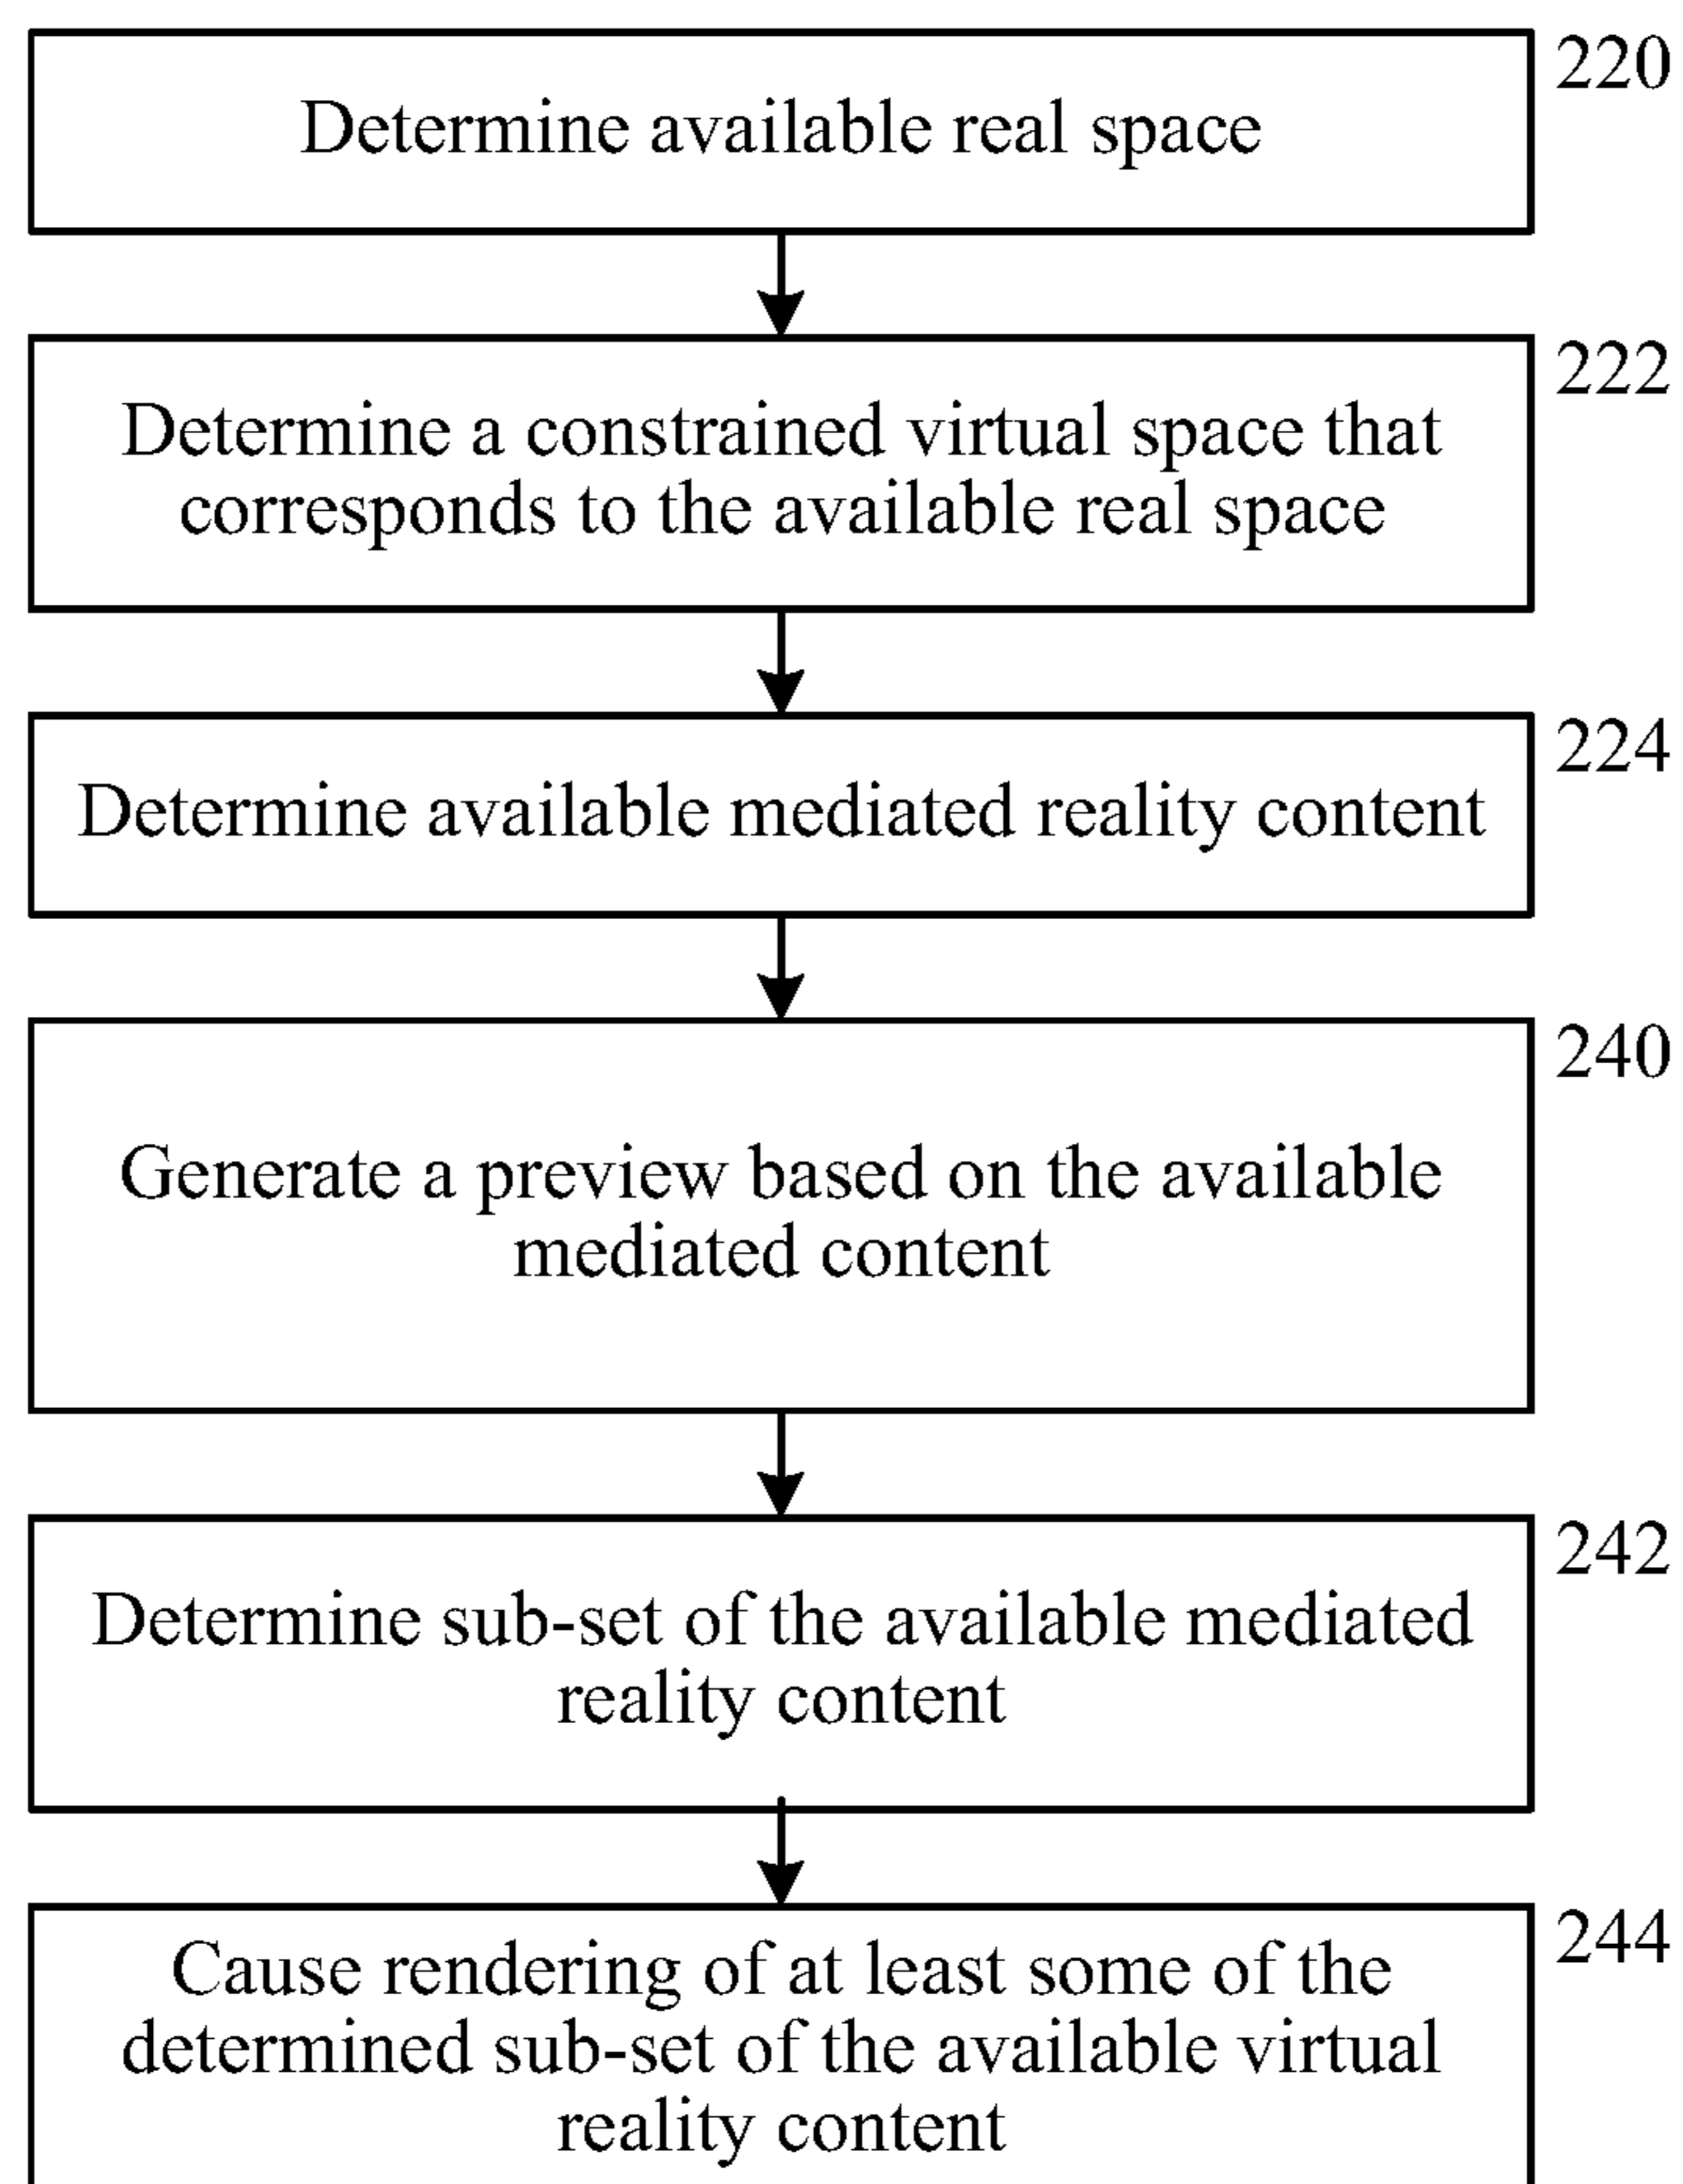 220
Determine available real space
222
Determine a constrained virtual space that
corresponds to the available real space
224
Determine available mediated reality content
240
Generate a preview based on the available
mediated content
242
Determine sub-set of the available mediated
reality content
244
Cause rendering of at least some of the
determined sub-set of the available virtual
reality content